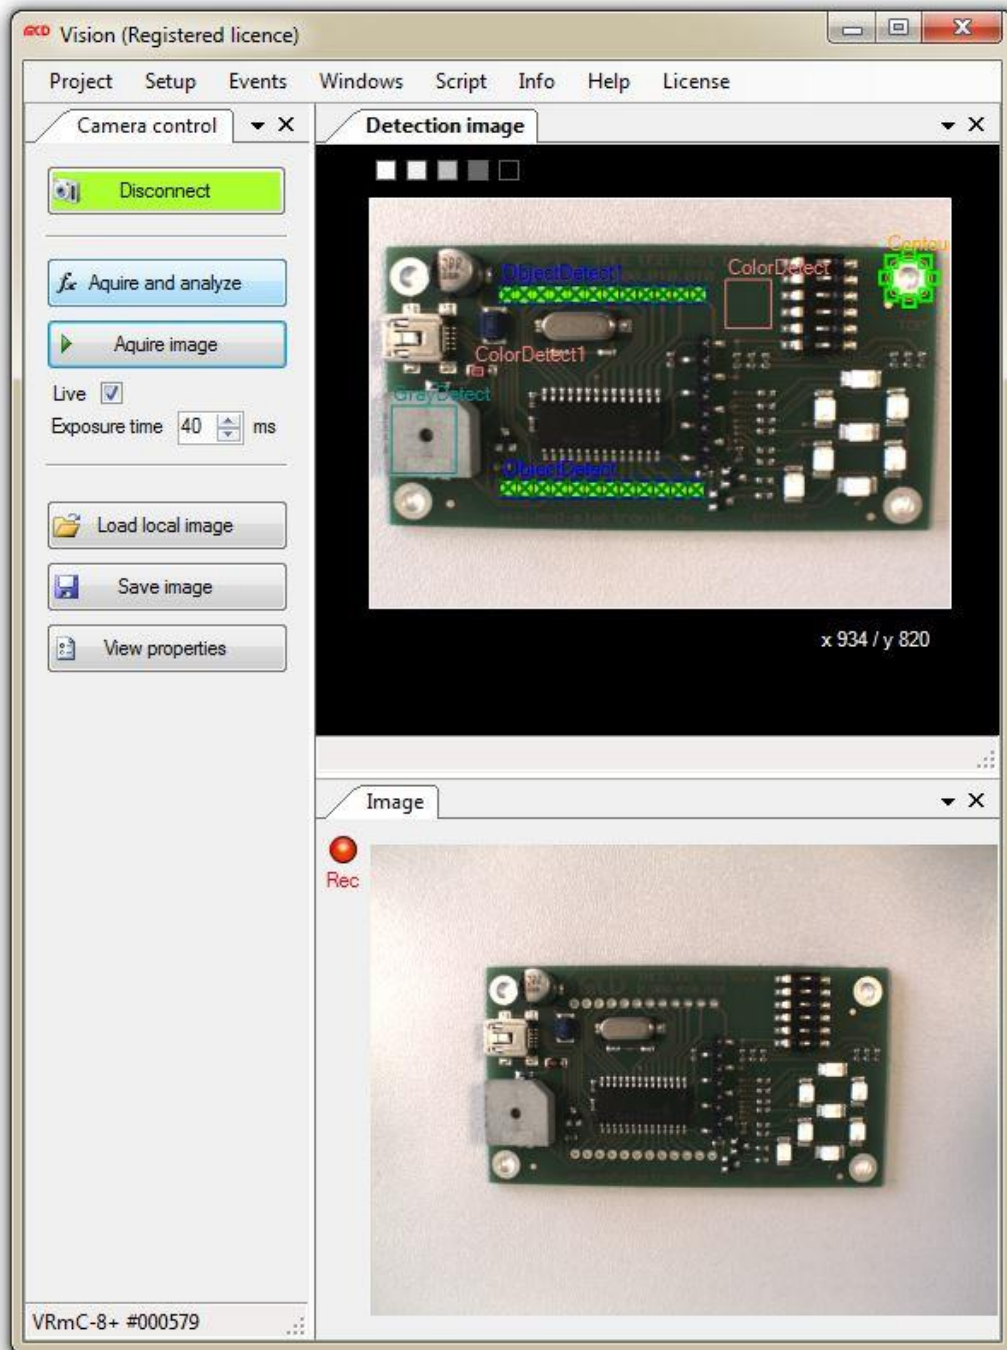 MCD Vision (Registered licence)
Project Setup Events Windows Script Info Help License
Camera control
Detection image
Disconnect
Aquire and analyze
Aquire image
Live
Exposure time 40 ms
Load local image
Save image
View properties
Contou
ObjectDetect1
ColorDetect
ColorDetect1
GrayDetect
ObjectDetect
x 934 / y 820
Image
Rec
VRmC-8+ #000579